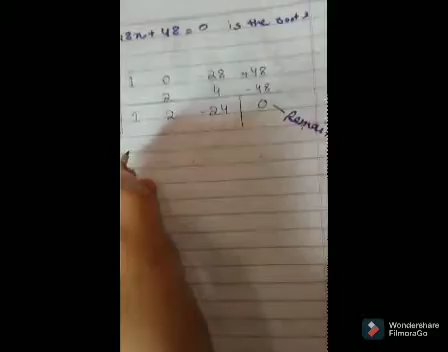 8x + 48 = 0 is the root
1 0 -28 +48
2 4 -48
1 2 -24 0
Remai
Wondershare
FilmoraGo